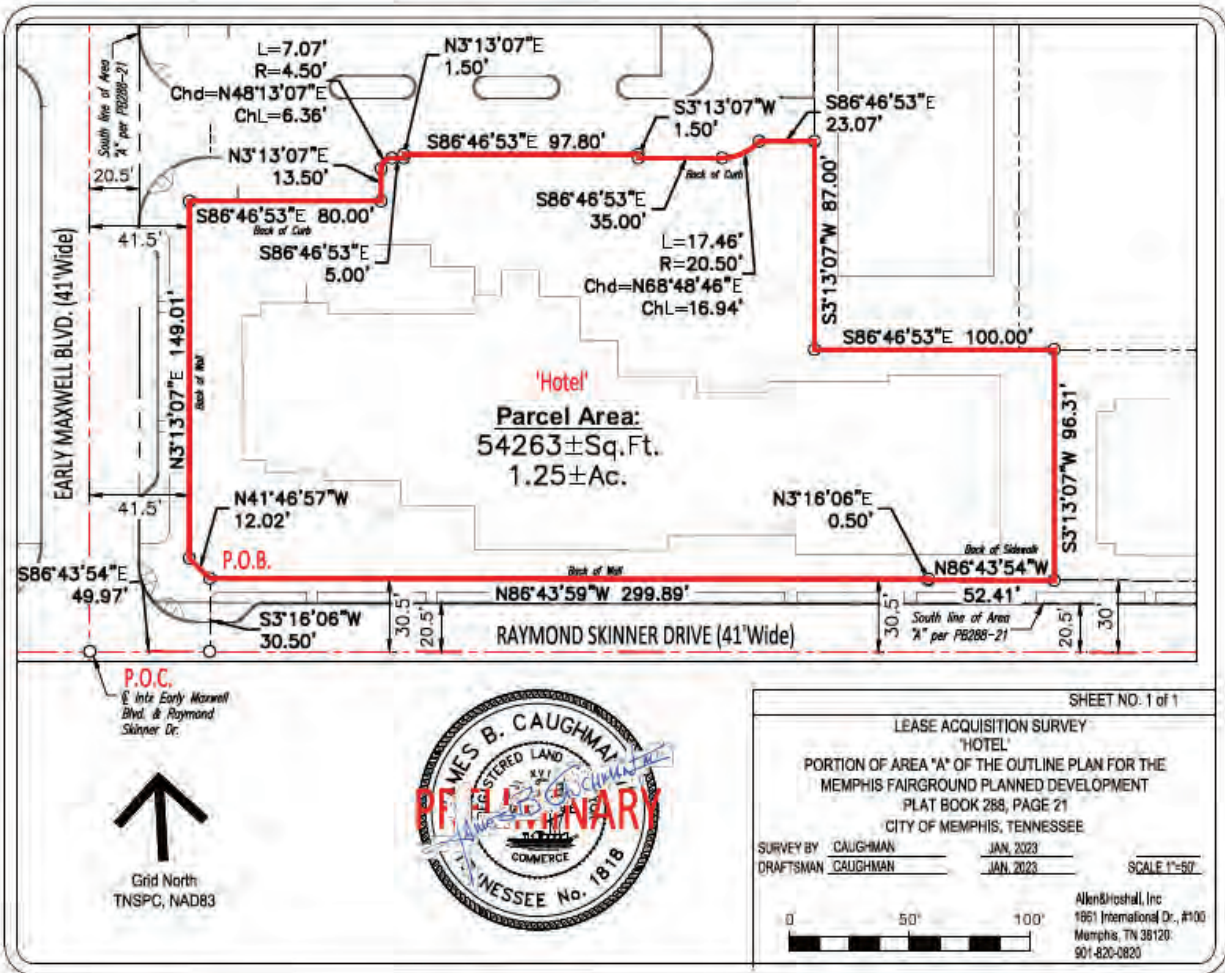 South line of Area
"A" per PB288-21
20.5'
41.5'
L=7.07'
R=4.50'
Chd=N48°13'07"E
ChL=6.36'
N3°13'07"E
1.50'
S86°46'53"E 97.80'
S3°13'07"W
1.50'
S86°46'53"E
23.07'
N3°13'07"E
13.50'
S86°46'53"E 80.00'
Back of Curb
S86°46'53"E
5.00'
S86°46'53"E
35.00'
Back of Curb
L=17.46'
R=20.50'
Chd=N68°48'46"E
ChL=16.94'
S3°13'07"W 87.00'
S86°46'53"E 100.00'
EARLY MAXWELL BLVD. (41'Wide)
N3°13'07"E 149.01'
Back of Wall
'Hotel'
Parcel Area:
54263±Sq.Ft.
1.25±Ac.
S3°13'07"W 96.31'
41.5'
N41°46'57"W
12.02'
P.O.B.
N3°16'06"E
0.50'
Back of Sidewalk
N86°43'54"W
52.41'
Back of Wall
N86°43'59"W 299.89'
S86°43'54"E
49.97'
S3°16'06"W
30.50'
30.5'
20.5'
RAYMOND SKINNER DRIVE (41'Wide)
30.5'
South line of Area
"A" per PB288-21
20.5'
30'
P.O.C.
℄ Intx Early Maxwell
Blvd. & Raymond
Skinner Dr.
Grid North
TNSPC, NAD83
JAMES B. CAUGHMAN
REGISTERED LAND
XVI
COMMERCE
TENNESSEE No. 1818
PRELIMINARY
SHEET NO. 1 of 1
LEASE ACQUISITION SURVEY
'HOTEL'
PORTION OF AREA "A" OF THE OUTLINE PLAN FOR THE
MEMPHIS FAIRGROUND PLANNED DEVELOPMENT
PLAT BOOK 288, PAGE 21
CITY OF MEMPHIS, TENNESSEE
SURVEY BY CAUGHMAN JAN, 2023
DRAFTSMAN CAUGHMAN JAN, 2023 SCALE 1"=50'
0 50' 100'
Allen&Hoshall, Inc
1661 International Dr., #100
Memphis, TN 38120
901-820-0820